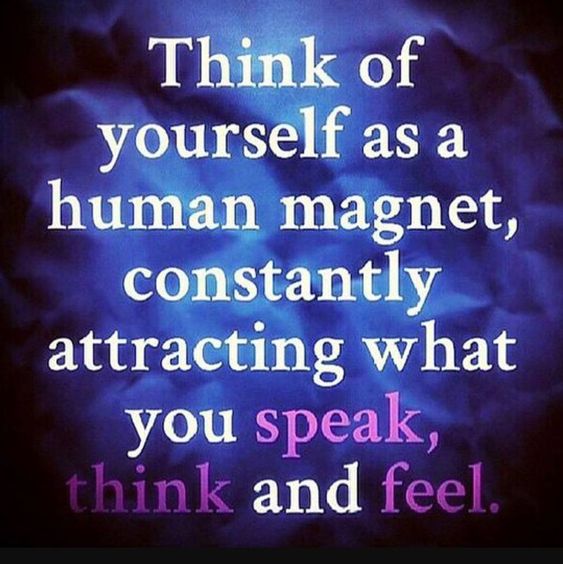 Think of
yourself as a
human magnet,
constantly
attracting what
you speak,
think and feel.